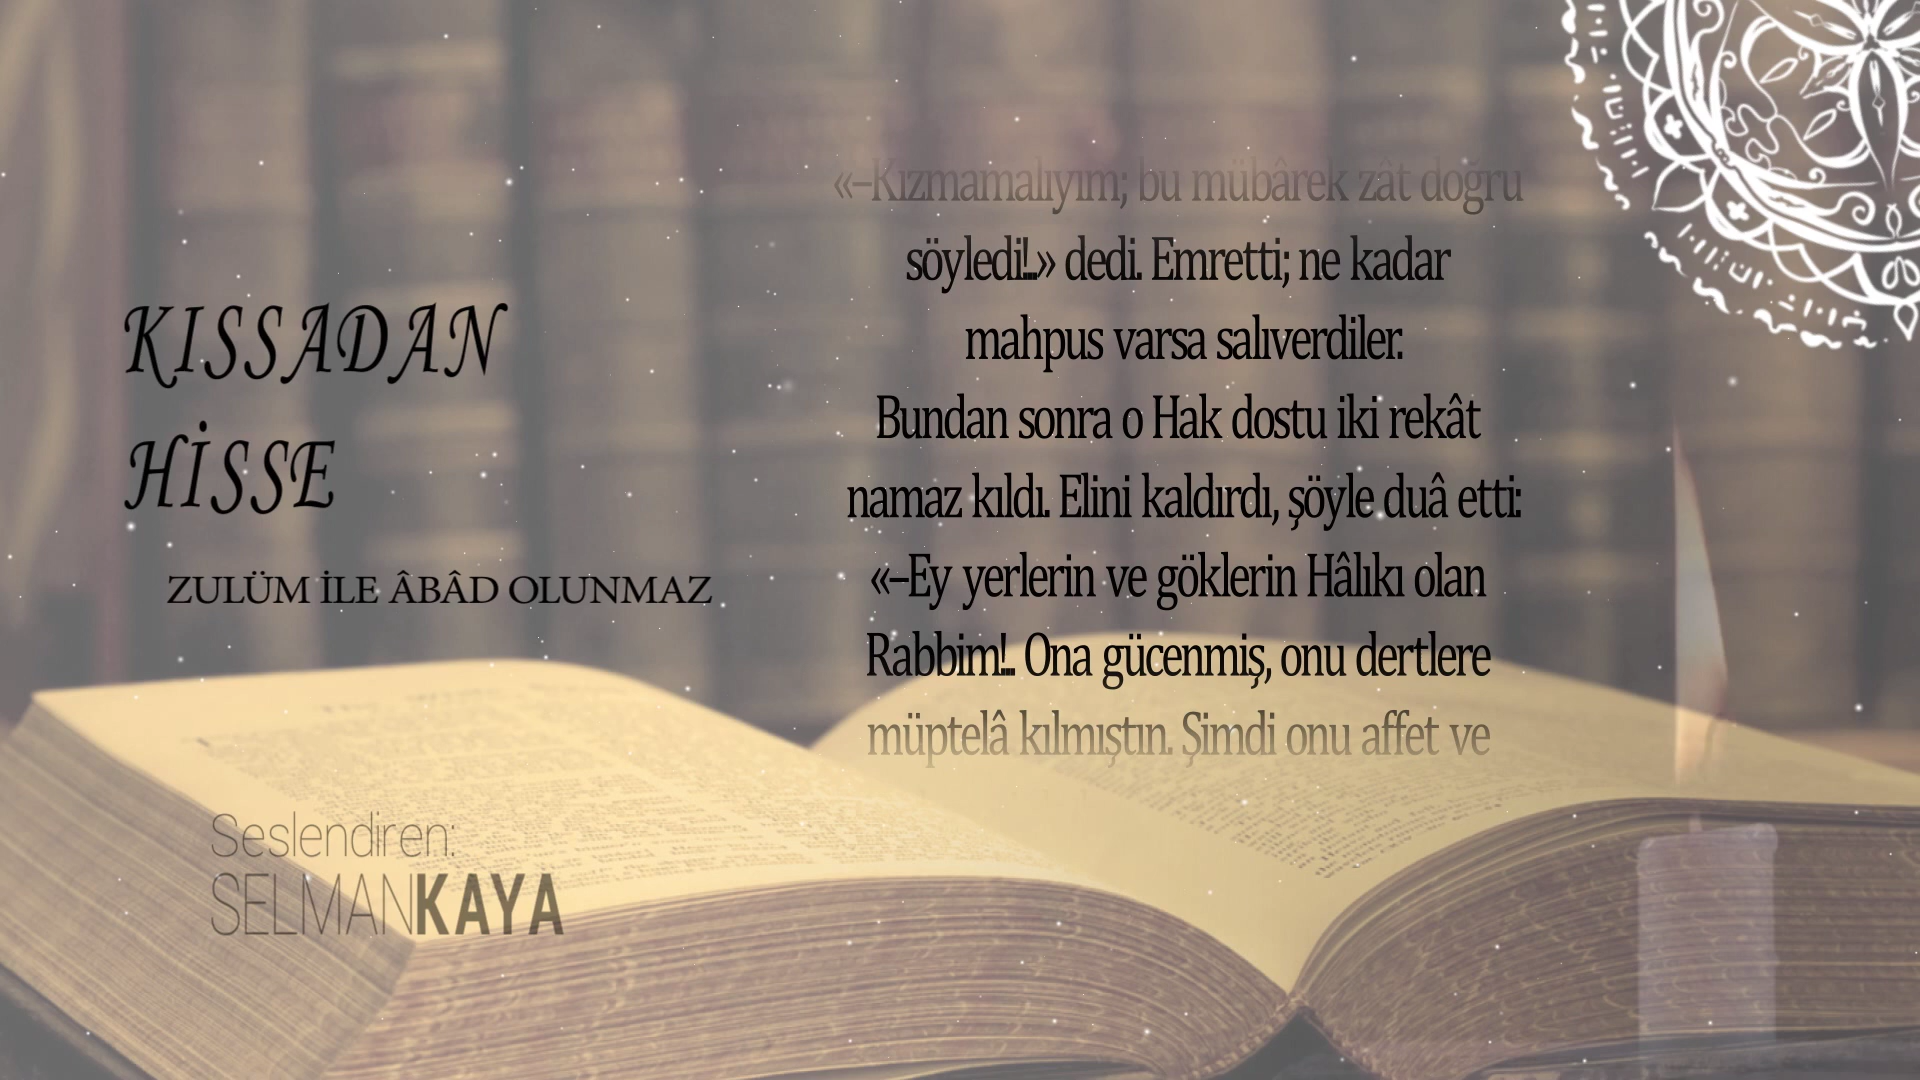 KISSADAN
HİSSE
ZULÜM İLE ÂBÂD OLUNMAZ
Seslendiren:
SELMANKAYA
«–Kızmamalıyım; bu mübârek zât doğru
söyledi!..» dedi. Emretti; ne kadar
mahpus varsa salıverdiler.
Bundan sonra o Hak dostu iki rekât
namaz kıldı. Elini kaldırdı, şöyle duâ etti:
«–Ey yerlerin ve göklerin Hâlıkı olan
Rabbim!.. Ona gücenmiş, onu dertlere
müptelâ kılmıştın. Şimdi onu affet ve